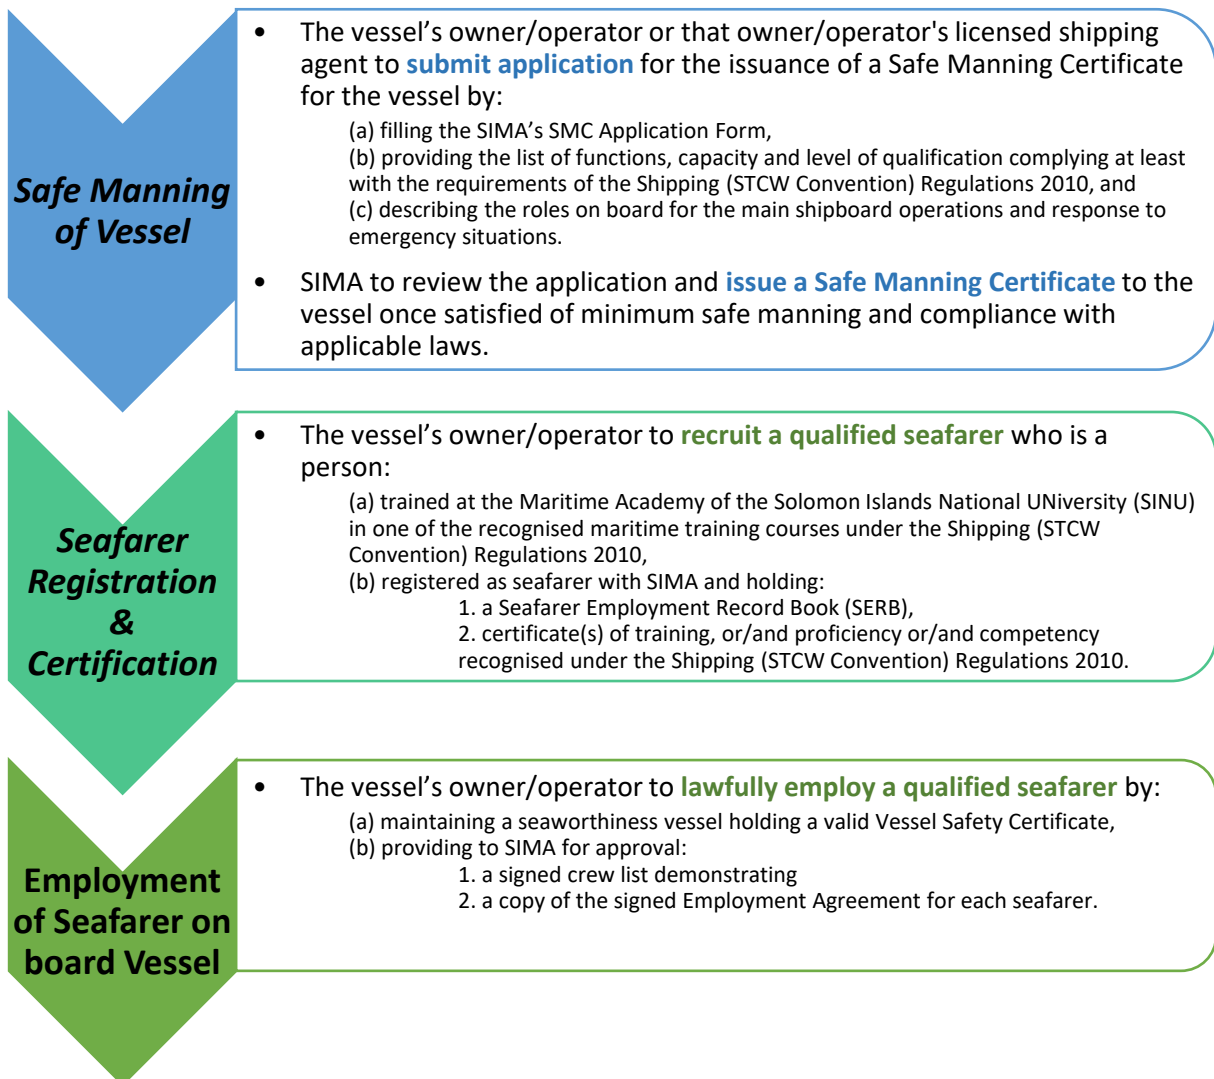 Safe Manning
of Vessel
• The vessel’s owner/operator or that owner/operator's licensed shipping
agent to submit application for the issuance of a Safe Manning Certificate
for the vessel by:
(a) filling the SIMA’s SMC Application Form,
(b) providing the list of functions, capacity and level of qualification complying at least
with the requirements of the Shipping (STCW Convention) Regulations 2010, and
(c) describing the roles on board for the main shipboard operations and response to
emergency situations.
• SIMA to review the application and issue a Safe Manning Certificate to the
vessel once satisfied of minimum safe manning and compliance with
applicable laws.
Seafarer
Registration
&
Certification
• The vessel’s owner/operator to recruit a qualified seafarer who is a
person:
(a) trained at the Maritime Academy of the Solomon Islands National UNiversity (SINU)
in one of the recognised maritime training courses under the Shipping (STCW
Convention) Regulations 2010,
(b) registered as seafarer with SIMA and holding:
1. a Seafarer Employment Record Book (SERB),
2. certificate(s) of training, or/and proficiency or/and competency
recognised under the Shipping (STCW Convention) Regulations 2010.
Employment
of Seafarer on
board Vessel
• The vessel’s owner/operator to lawfully employ a qualified seafarer by:
(a) maintaining a seaworthiness vessel holding a valid Vessel Safety Certificate,
(b) providing to SIMA for approval:
1. a signed crew list demonstrating
2. a copy of the signed Employment Agreement for each seafarer.